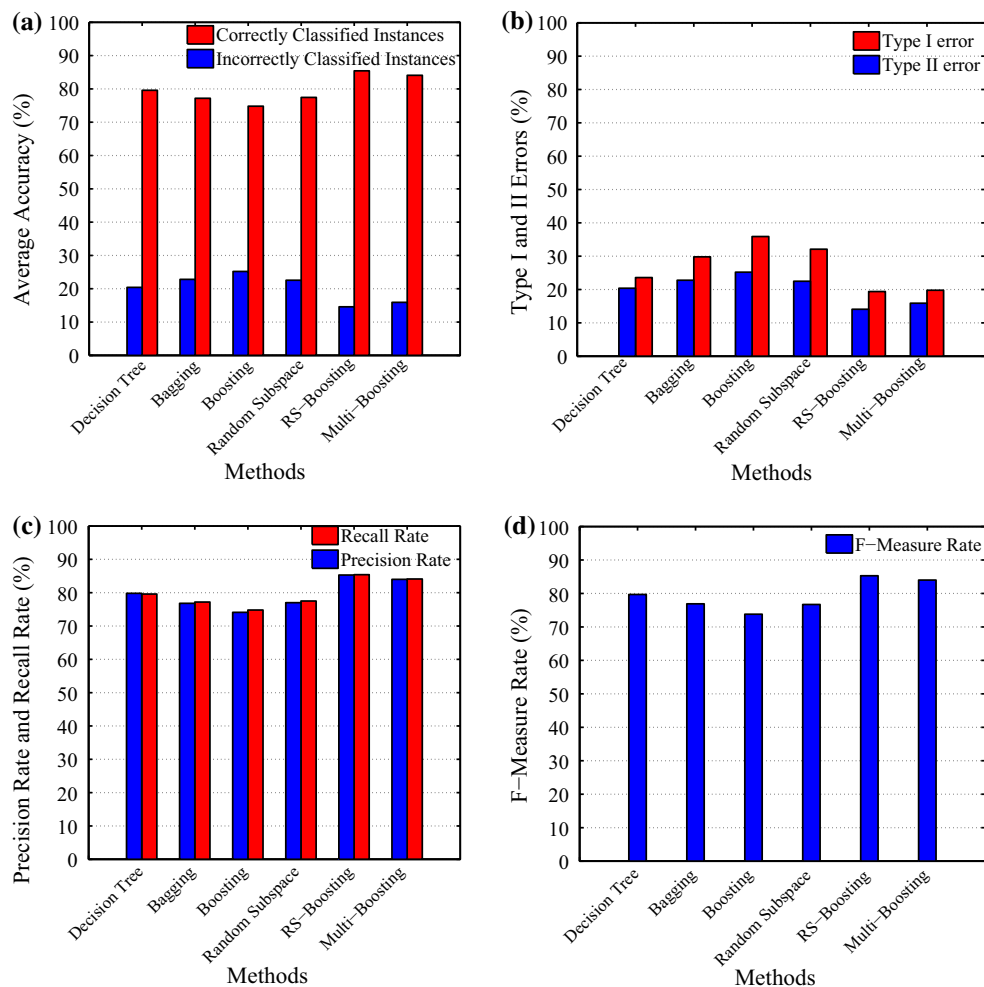 (a)
Correctly Classified Instances
Incorrectly Classified Instances
Average Accuracy (%)
100
90
80
70
60
50
40
30
20
10
0
Decision Tree
Bagging
Boosting
Random Subspace
RS−Boosting
Multi−Boosting
Methods
(b)
Type I error
Type II error
Type I and II Errors (%)
100
90
80
70
60
50
40
30
20
10
0
Decision Tree
Bagging
Boosting
Random Subspace
RS−Boosting
Multi−Boosting
Methods
(c)
Recall Rate
Precision Rate
Precision Rate and Recall Rate (%)
100
90
80
70
60
50
40
30
20
10
0
Decision Tree
Bagging
Boosting
Random Subspace
RS−Boosting
Multi−Boosting
Methods
(d)
F−Measure Rate
F−Measure Rate (%)
100
90
80
70
60
50
40
30
20
10
0
Decision Tree
Bagging
Boosting
Random Subspace
RS−Boosting
Multi−Boosting
Methods